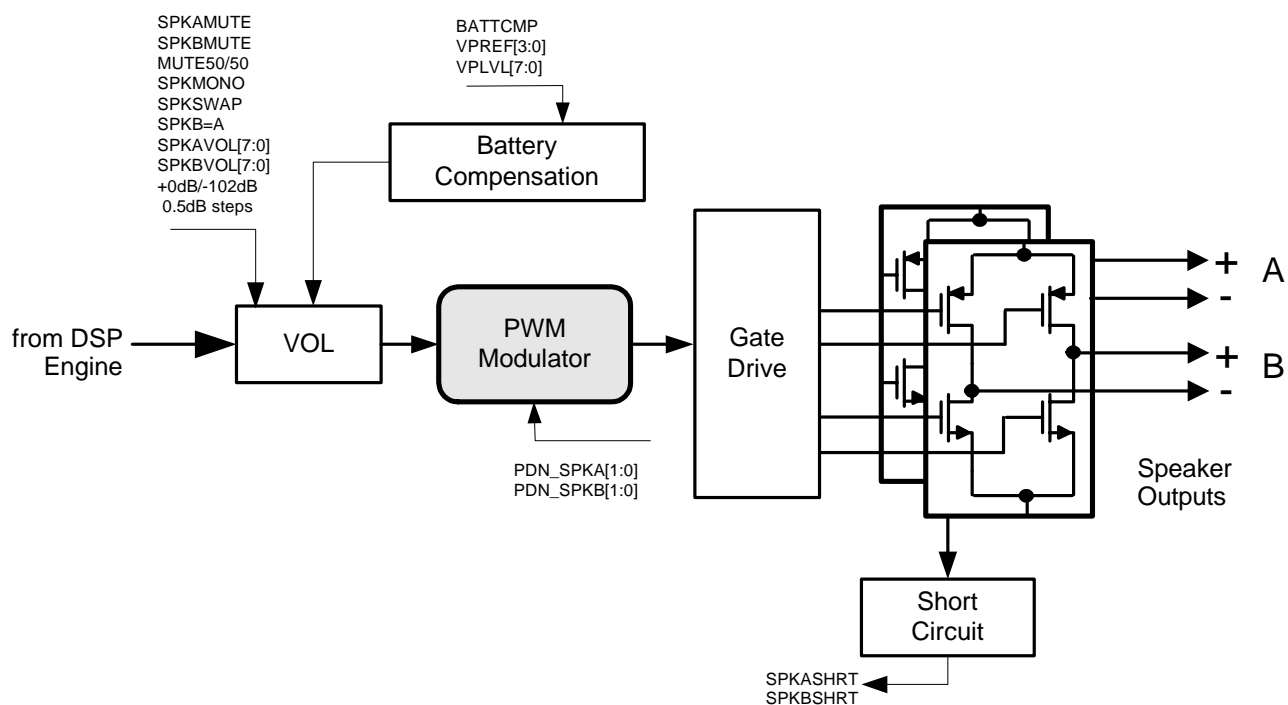 SPKAMUTE
SPKBMUTE
MUTE50/50
SPKMONO
SPKSWAP
SPKB=A
SPKAVOL[7:0]
SPKBVOL[7:0]
+0dB/-102dB
0.5dB steps
BATTCMP
VPREF[3:0]
VPLVL[7:0]
Battery
Compensation
from DSP
Engine
VOL
PWM
Modulator
PDN_SPKA[1:0]
PDN_SPKB[1:0]
Gate
Drive
+
A
-
+
B
-
Speaker
Outputs
Short
Circuit
SPKASHRT
SPKBSHRT